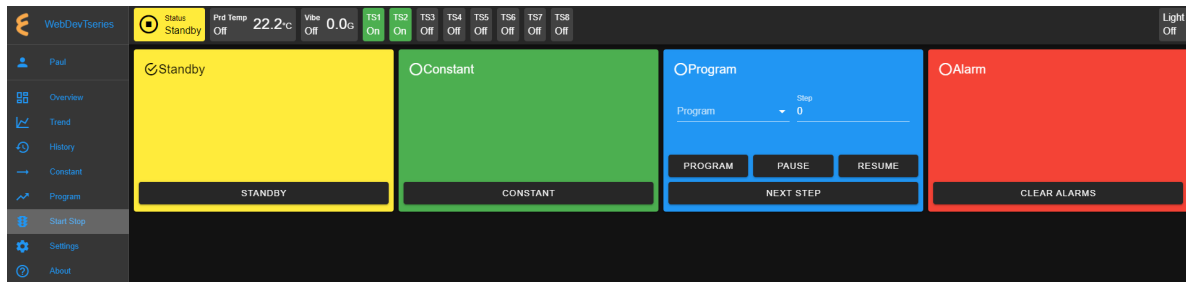 WebDevTseries
Status
Standby
Prd Temp
Off
22.2°C
Vibe
Off
0.0G
TS1
On
TS2
On
TS3
Off
TS4
Off
TS5
Off
TS6
Off
TS7
Off
TS8
Off
Light
Off
Paul
Overview
Trend
History
Constant
Program
Start Stop
Settings
About
Standby
STANDBY
Constant
CONSTANT
Program
Program
Step
0
PROGRAM
PAUSE
RESUME
NEXT STEP
Alarm
CLEAR ALARMS